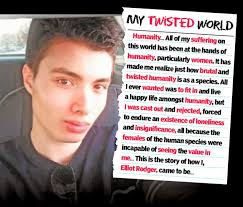 MY TWISTED WORLD
Humanity.. All of my suffering on
this world has been at the hands of
humanity, particularly women. It has
made me realize just how brutal and
twisted humanity is as a species. All
I ever wanted was to fit in and live
a happy life amongst humanity, but
I was cast out and rejected, forced
to endure an existence of loneliness
and insignificance, all because the
females of the human species were
incapable of seeing the value in
me.. This is the story of how I,
Elliot Rodger, came to be..